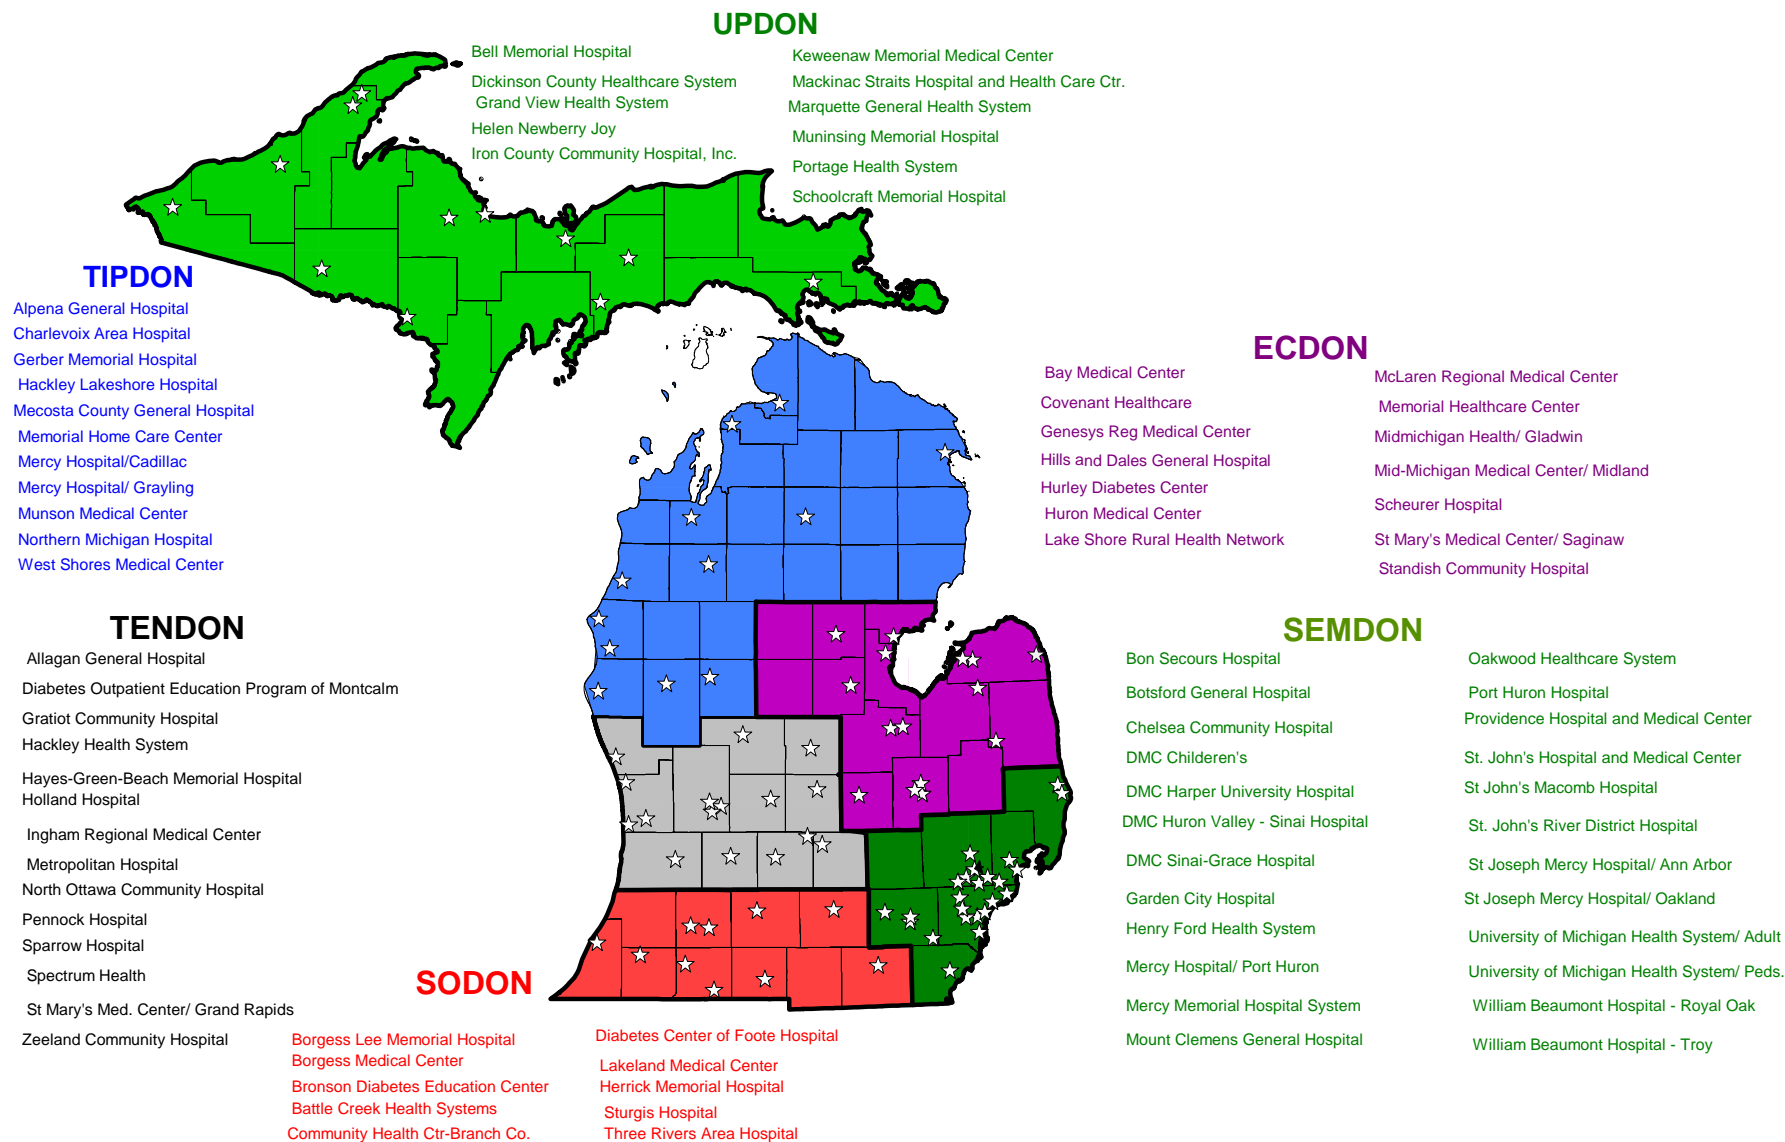 UPDON
Bell Memorial Hospital
Dickinson County Healthcare System
Grand View Health System
Helen Newberry Joy
Iron County Community Hospital, Inc.
Keweenaw Memorial Medical Center
Mackinac Straits Hospital and Health Care Ctr.
Marquette General Health System
Muninsing Memorial Hospital
Portage Health System
Schoolcraft Memorial Hospital
TIPDON
Alpena General Hospital
Charlevoix Area Hospital
Gerber Memorial Hospital
Hackley Lakeshore Hospital
Mecosta County General Hospital
Memorial Home Care Center
Mercy Hospital/Cadillac
Mercy Hospital/ Grayling
Munson Medical Center
Northern Michigan Hospital
West Shores Medical Center
ECDON
Bay Medical Center
Covenant Healthcare
Genesys Reg Medical Center
Hills and Dales General Hospital
Hurley Diabetes Center
Huron Medical Center
Lake Shore Rural Health Network
McLaren Regional Medical Center
Memorial Healthcare Center
Midmichigan Health/ Gladwin
Mid-Michigan Medical Center/ Midland
Scheurer Hospital
St Mary's Medical Center/ Saginaw
Standish Community Hospital
TENDON
Allagan General Hospital
Diabetes Outpatient Education Program of Montcalm
Gratiot Community Hospital
Hackley Health System
Hayes-Green-Beach Memorial Hospital
Holland Hospital
Ingham Regional Medical Center
Metropolitan Hospital
North Ottawa Community Hospital
Pennock Hospital
Sparrow Hospital
Spectrum Health
St Mary's Med. Center/ Grand Rapids
Zeeland Community Hospital
SEMDON
Bon Secours Hospital
Botsford General Hospital
Chelsea Community Hospital
DMC Childeren's
DMC Harper University Hospital
DMC Huron Valley - Sinai Hospital
DMC Sinai-Grace Hospital
Garden City Hospital
Henry Ford Health System
Mercy Hospital/ Port Huron
Mercy Memorial Hospital System
Mount Clemens General Hospital
Oakwood Healthcare System
Port Huron Hospital
Providence Hospital and Medical Center
St. John's Hospital and Medical Center
St John's Macomb Hospital
St. John's River District Hospital
St Joseph Mercy Hospital/ Ann Arbor
St Joseph Mercy Hospital/ Oakland
University of Michigan Health System/ Adult
University of Michigan Health System/ Peds.
William Beaumont Hospital - Royal Oak
William Beaumont Hospital - Troy
SODON
Borgess Lee Memorial Hospital
Borgess Medical Center
Bronson Diabetes Education Center
Battle Creek Health Systems
Community Health Ctr-Branch Co.
Diabetes Center of Foote Hospital
Lakeland Medical Center
Herrick Memorial Hospital
Sturgis Hospital
Three Rivers Area Hospital